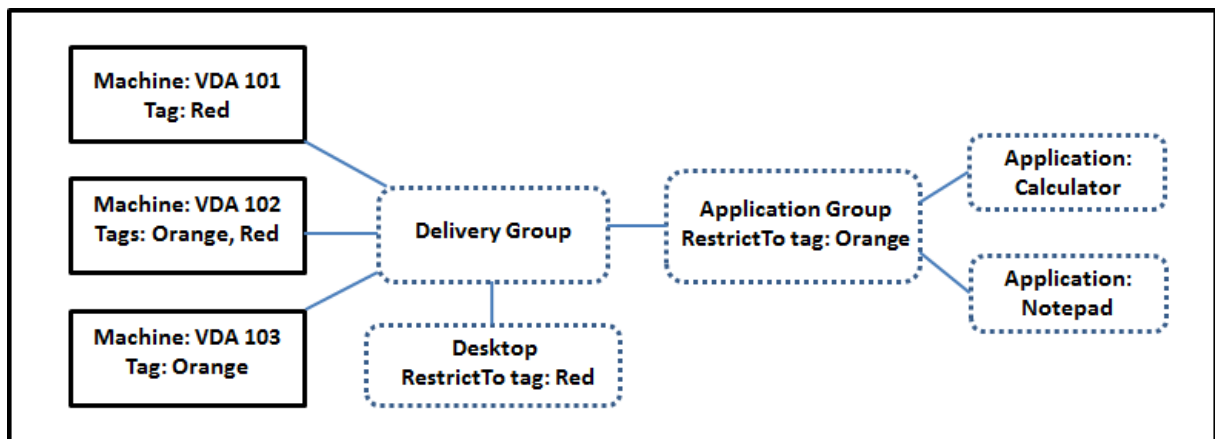 Machine: VDA 101
Tag: Red
Machine: VDA 102
Tags: Orange, Red
Machine: VDA 103
Tag: Orange
Delivery Group
Desktop
RestrictTo tag: Red
Application Group
RestrictTo tag: Orange
Application:
Calculator
Application:
Notepad